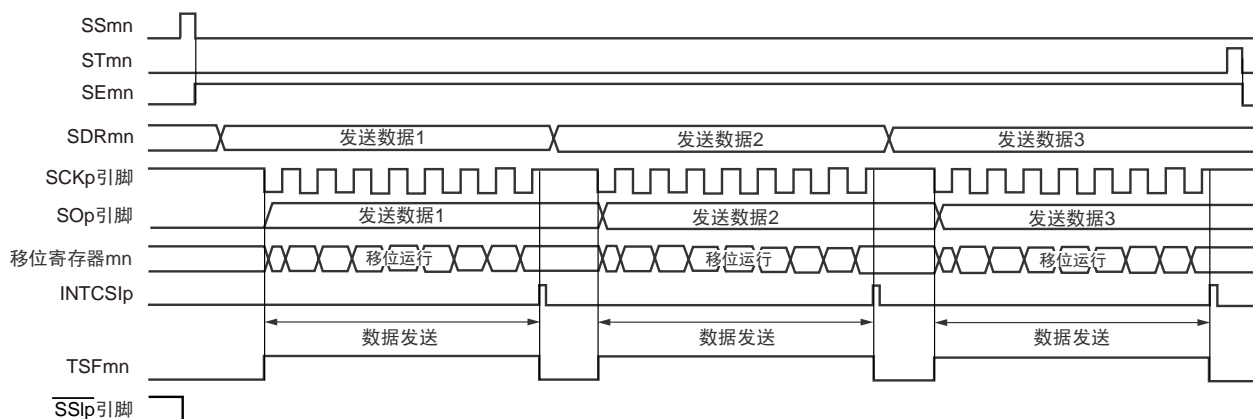 SSmn
STmn
SEmn
SDRmn 发送数据1 发送数据2 发送数据3
SCKp引脚
SOp引脚 发送数据1 发送数据2 发送数据3
移位寄存器mn 移位运行 移位运行 移位运行
INTCSIp
数据发送 数据发送 数据发送
TSFmn
SSIp引脚